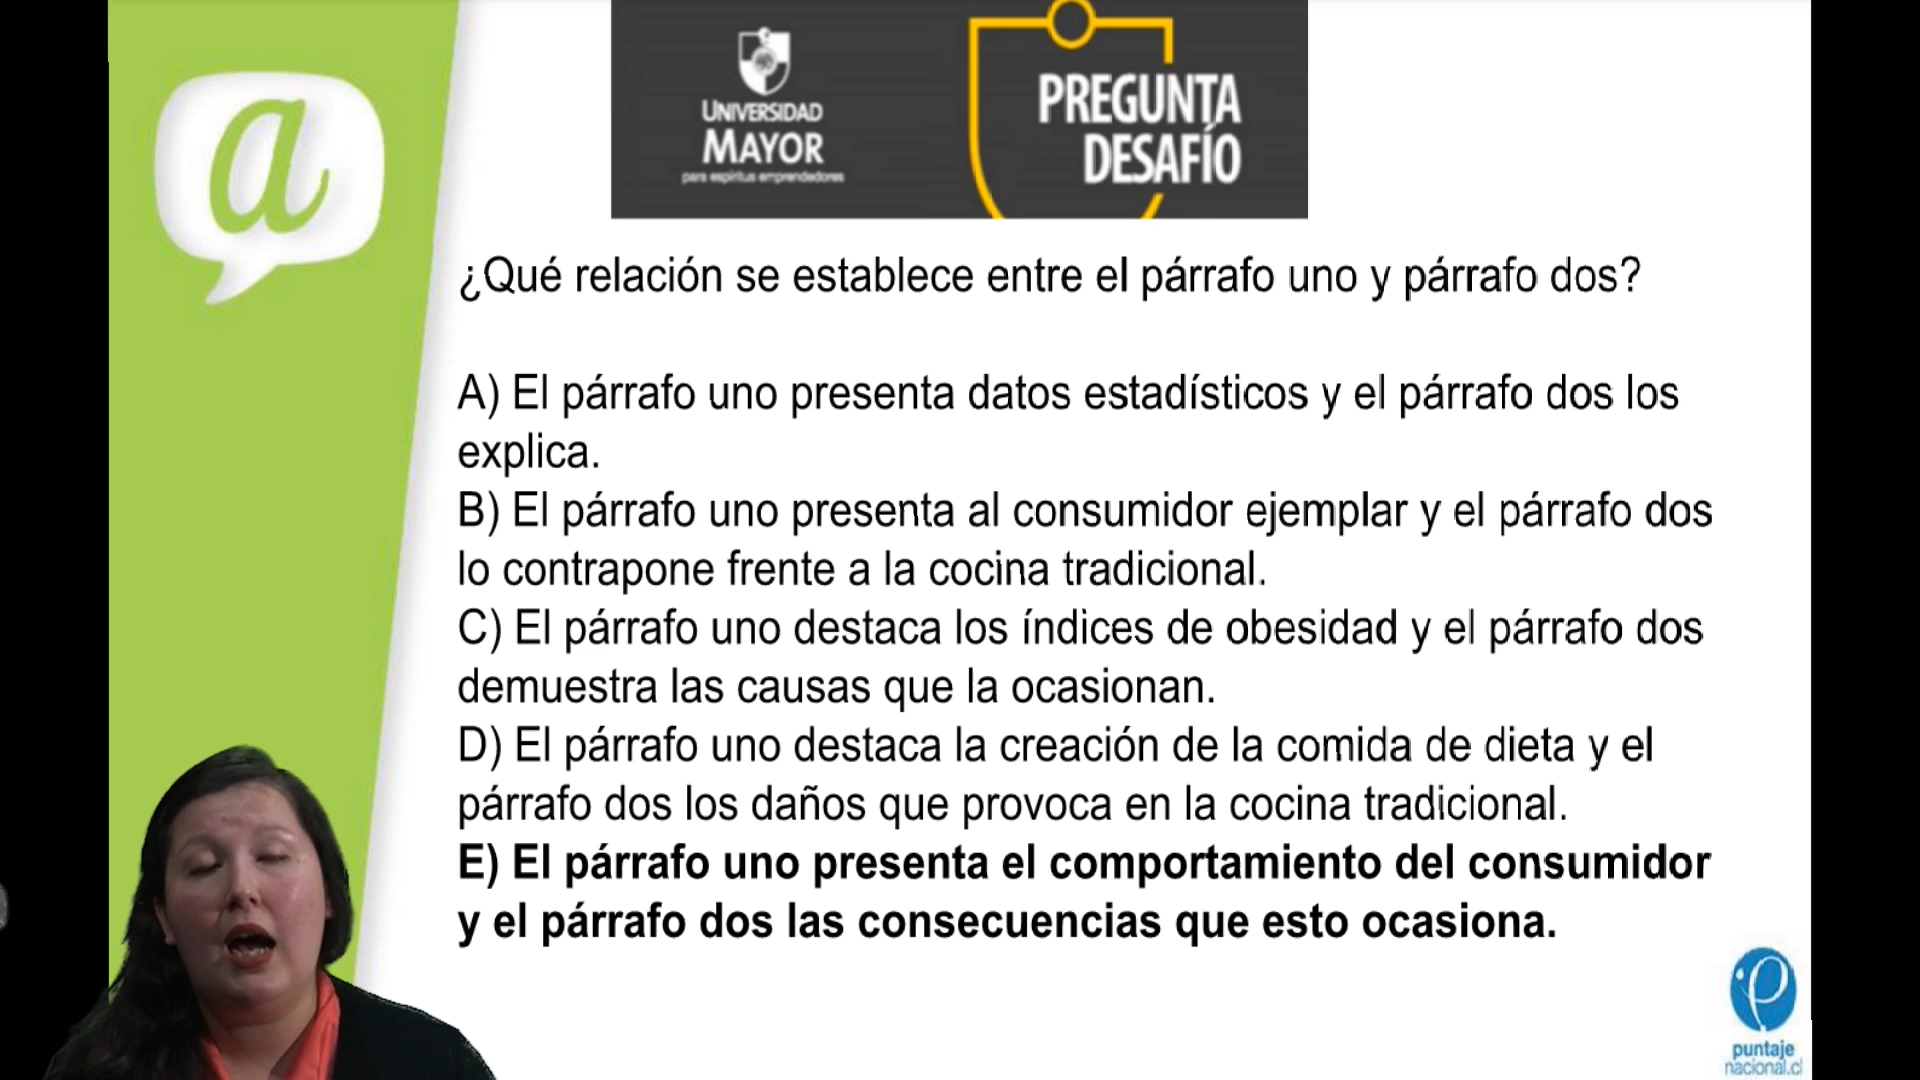 a
UNIVERSIDAD
MAYOR
para espíritus emprendedores
PREGUNTA
DESAFÍO
¿Qué relación se establece entre el párrafo uno y párrafo dos?
A) El párrafo uno presenta datos estadísticos y el párrafo dos los
explica.
B) El párrafo uno presenta al consumidor ejemplar y el párrafo dos
lo contrapone frente a la cocina tradicional.
C) El párrafo uno destaca los índices de obesidad y el párrafo dos
demuestra las causas que la ocasionan.
D) El párrafo uno destaca la creación de la comida de dieta y el
párrafo dos los daños que provoca en la cocina tradicional.
E) El párrafo uno presenta el comportamiento del consumidor
y el párrafo dos las consecuencias que esto ocasiona.
p
puntaje
nacional.cl